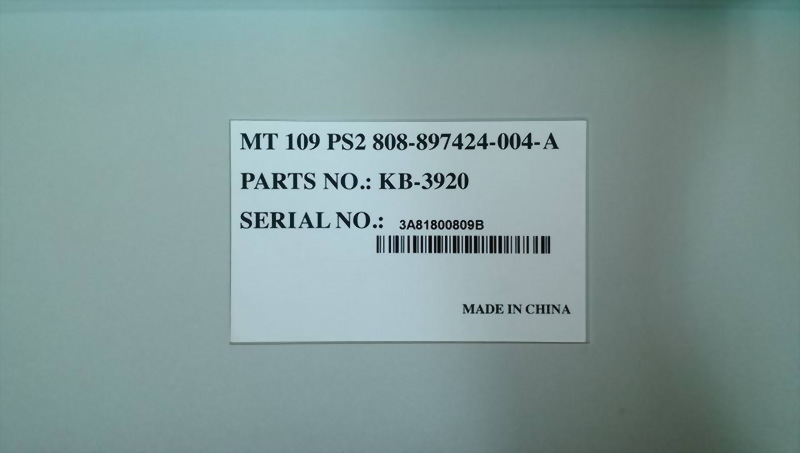 MT 109 PS2 808-897424-004-A
PARTS NO.: KB-3920
SERIAL NO.: 3A81800809B
MADE IN CHINA